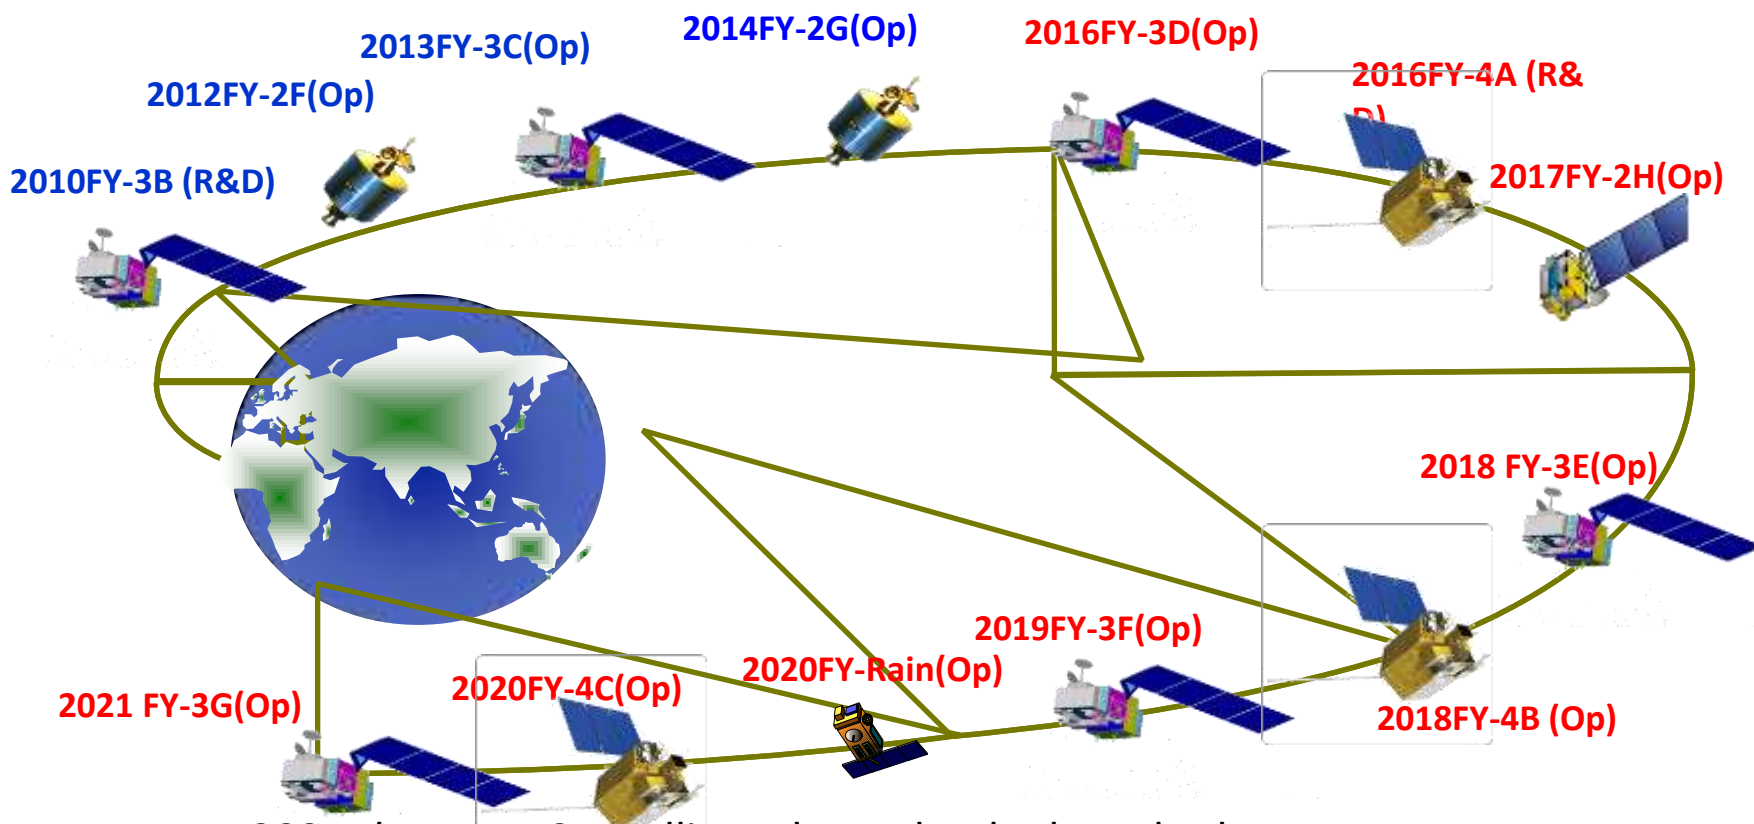 2014FY-2G(Op)
2016FY-3D(Op)
2013FY-3C(Op)
2016FY-4A (R&
D)
2012FY-2F(Op)
2010FY-3B (R&D)
2017FY-2H(Op)
2018 FY-3E(Op)
2019FY-3F(Op)
2020FY-Rain(Op)
2020FY-4C(Op)
2021 FY-3G(Op)
2018FY-4B (Op)